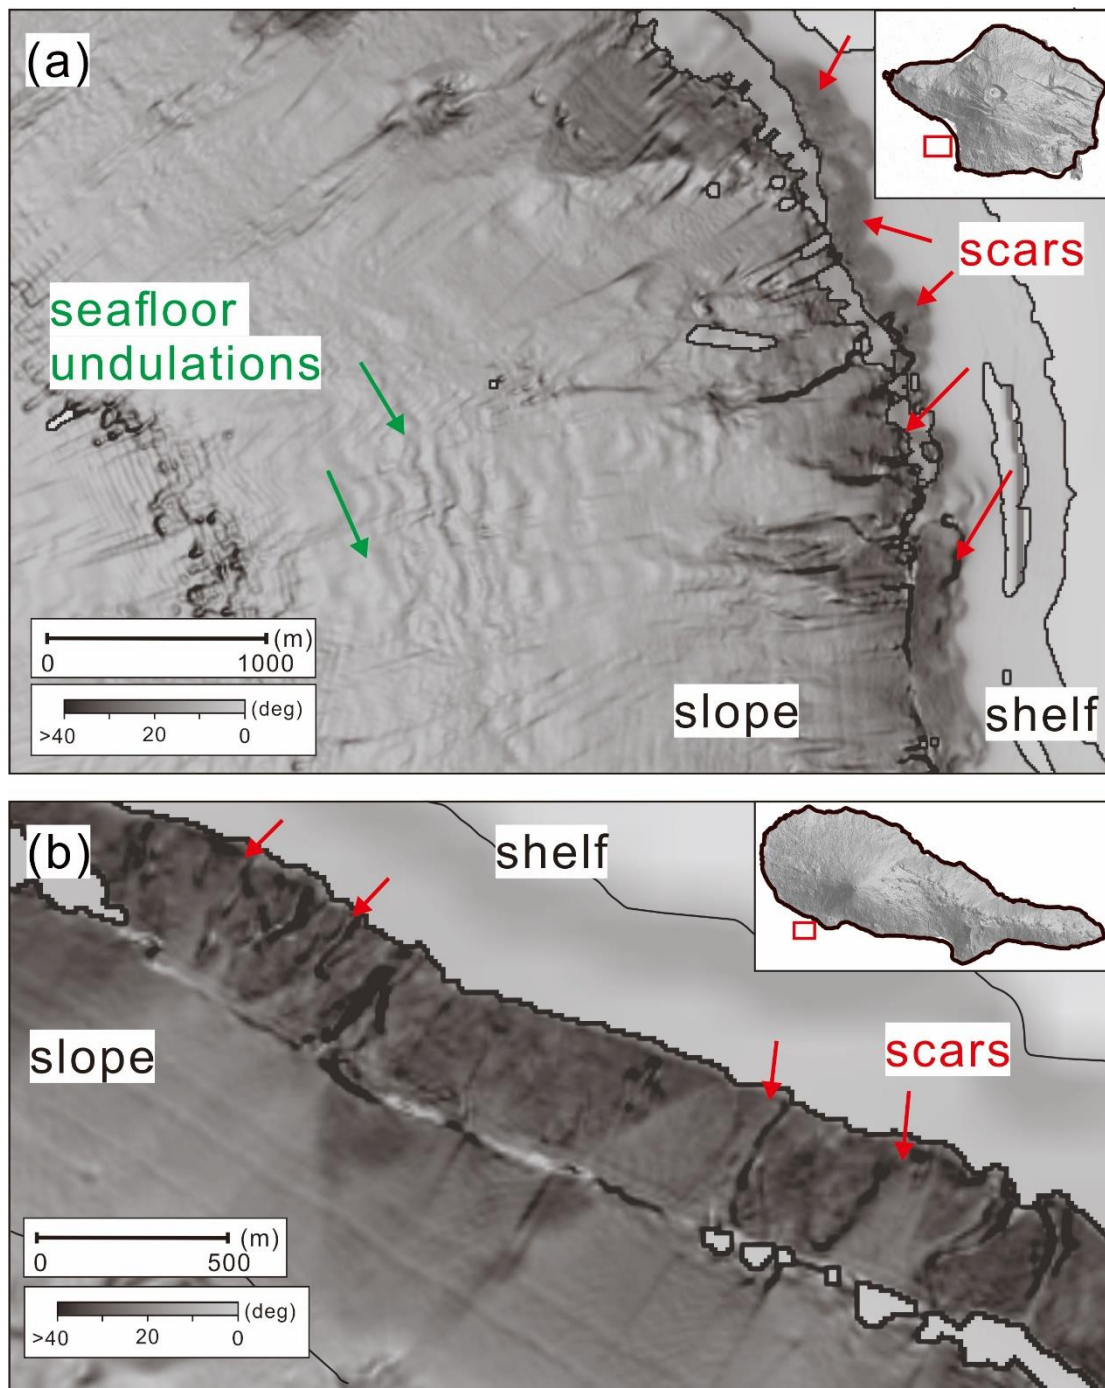 (a)
scars
seafloor
undulations
(m)
0 1000
(deg)
>40 20 0
slope
shelf
(b)
shelf
slope
scars
(m)
0 500
(deg)
>40 20 0